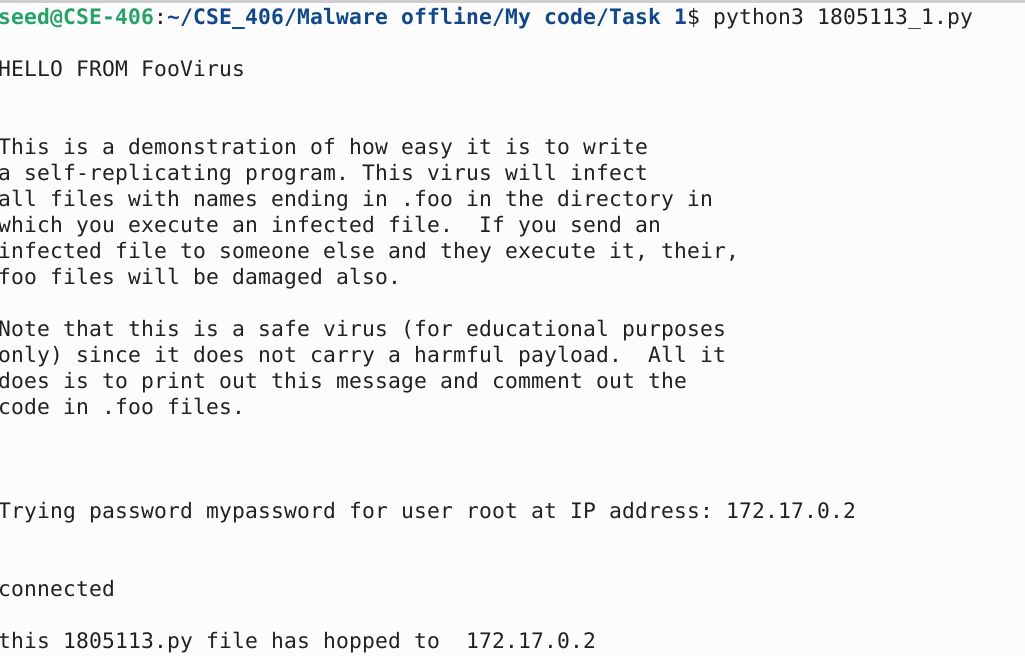 seed@CSE-406:~/CSE_406/Malware offline/My code/Task 1$ python3 1805113_1.py
HELLO FROM FooVirus
This is a demonstration of how easy it is to write
a self-replicating program. This virus will infect
all files with names ending in .foo in the directory in
which you execute an infected file.  If you send an
infected file to someone else and they execute it, their,
foo files will be damaged also.
Note that this is a safe virus (for educational purposes
only) since it does not carry a harmful payload.  All it
does is to print out this message and comment out the
code in .foo files.
Trying password mypassword for user root at IP address: 172.17.0.2
connected
this 1805113.py file has hopped to  172.17.0.2